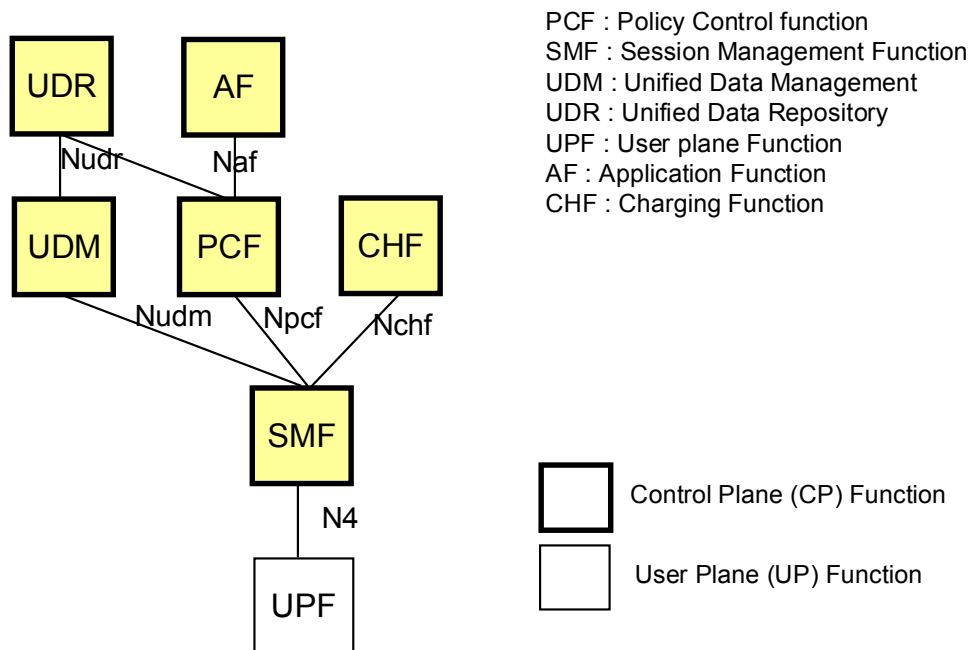 PCF : Policy Control function
SMF : Session Management Function
UDM : Unified Data Management
UDR : Unified Data Repository
UPF : User plane Function
AF : Application Function
CHF : Charging Function
UDR
AF
Nudr
Naf
UDM
PCF
CHF
Nudm
Npcf
Nchf
SMF
N4
UPF
Control Plane (CP) Function
User Plane (UP) Function